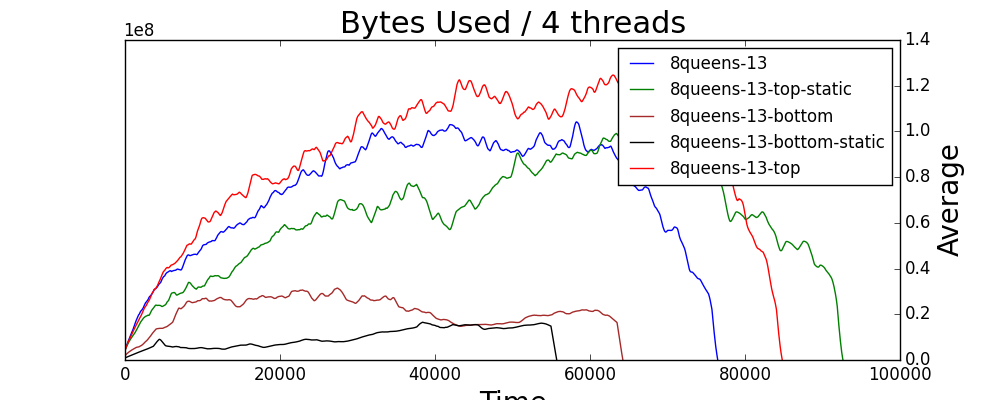 Bytes Used / 4 threads
1e8
1.4
1.2
1.0
0.8
0.6
0.4
0.2
0.0
Average
8queens-13
8queens-13-top-static
8queens-13-bottom
8queens-13-bottom-static
8queens-13-top
0 20000 40000 60000 80000 100000
Time